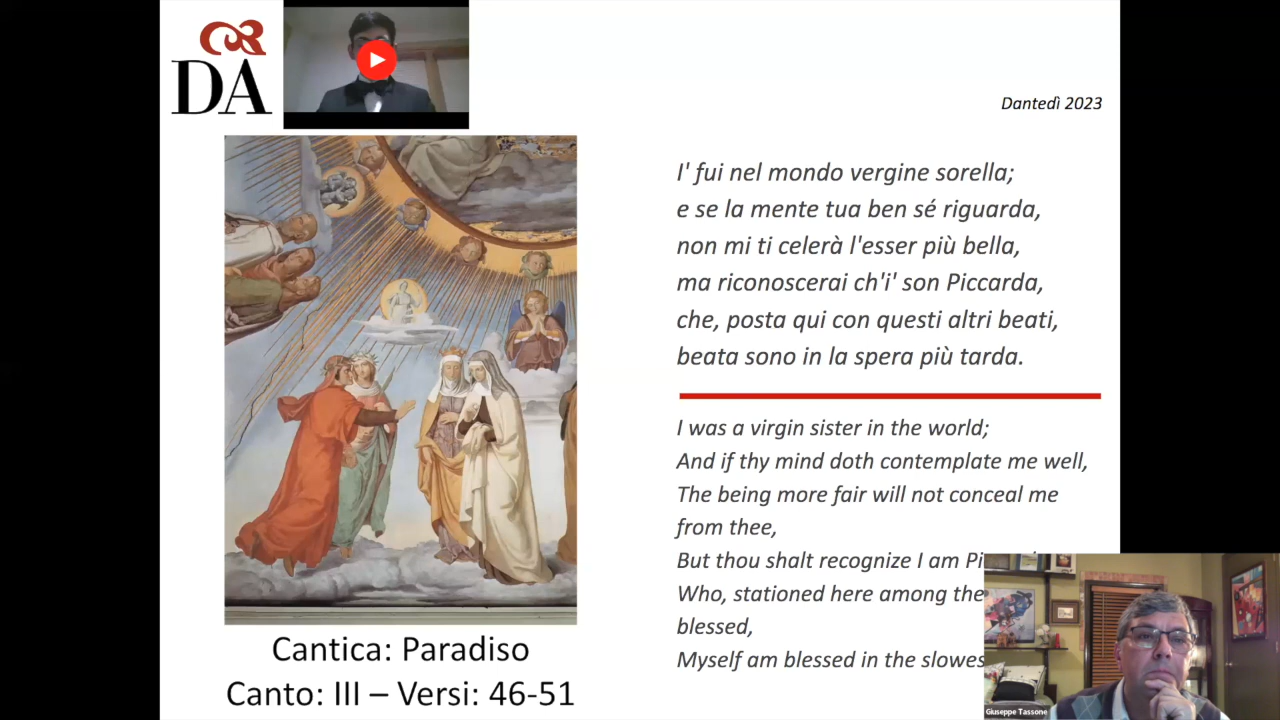 DA
Dantedì 2023
I' fui nel mondo vergine sorella;
e se la mente tua ben sé riguarda,
non mi ti celerà l'esser più bella,
ma riconoscerai ch'i' son Piccarda,
che, posta qui con questi altri beati,
beata sono in la spera più tarda.
I was a virgin sister in the world;
And if thy mind doth contemplate me well,
The being more fair will not conceal me
from thee,
But thou shalt recognize I am
Who, stationed here among the
blessed,
Myself am blessed in the
Cantica: Paradiso
Canto: III – Versi: 46-51
Giuseppe Tassone